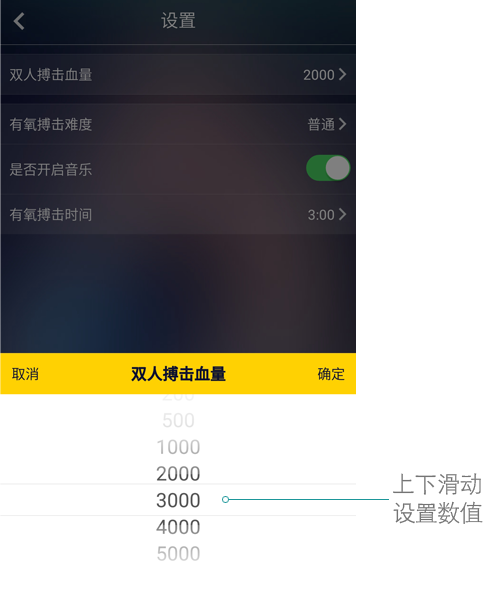 设置
双人搏击血量 2000
有氧搏击难度 普通
是否开启音乐
有氧搏击时间 3:00
取消 双人搏击血量 确定
200
500
1000
2000
3000
4000
5000
上下滑动
设置数值